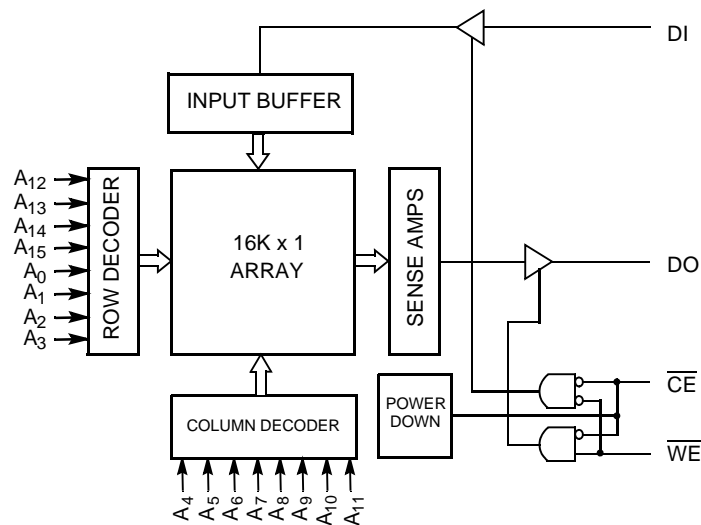 DI
INPUT BUFFER
A12
A13
A14
A15
A0
A1
A2
A3
ROW DECODER
16K x 1
ARRAY
SENSE AMPS
DO
COLUMN DECODER
POWER
DOWN
CE
WE
A4
A5
A6
A7
A8
A9
A10
A11